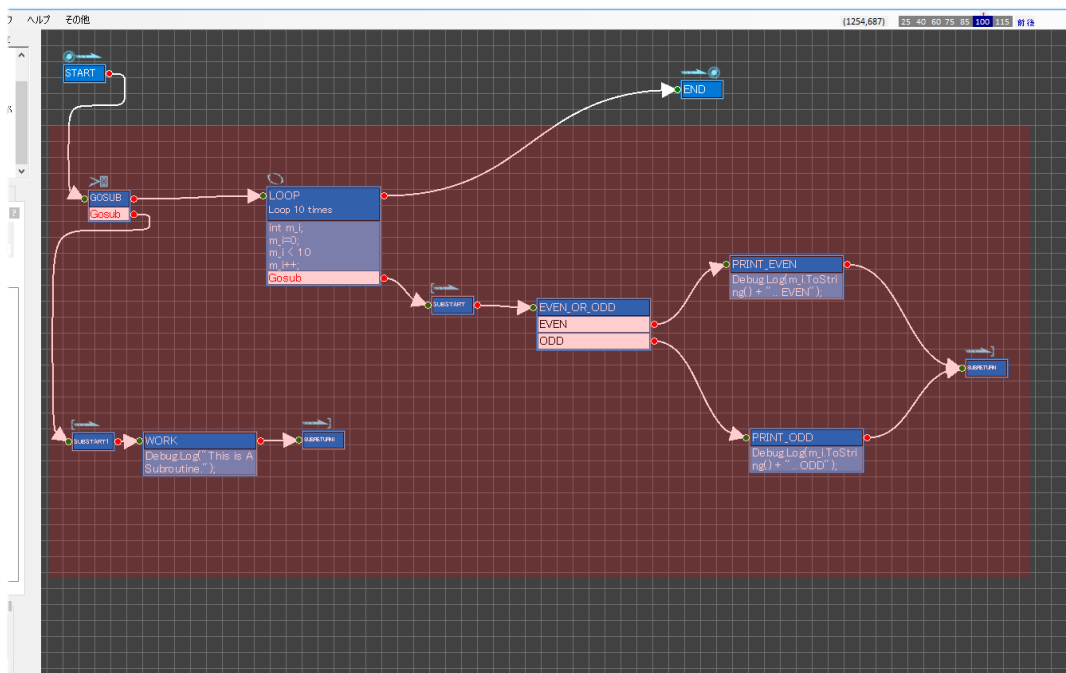 ヘルプ その他
(1254,687) 25 40 60 75 85 100 115 前後
START
END
GOSUB
Gosub
LOOP
Loop 10 times
int m_i;
m_i=0;
m_i < 10
m_i++;
Gosub
SUBSTART
EVEN_OR_ODD
EVEN
ODD
PRINT_EVEN
Debug.Log(m_i.ToStri
ng() + ".. EVEN");
SUBRETURN
PRINT_ODD
Debug.Log(m_i.ToStri
ng() + ".. ODD");
SUBSTART1
WORK
Debug.Log("This is A
Subroutine.");
?